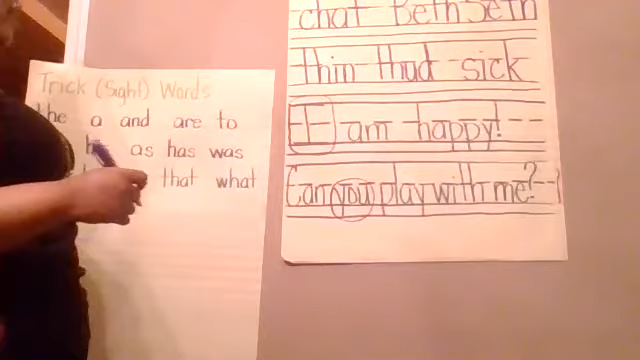 Trick (Sight) Words
the a and are to
as has was
that what
chat Beth Seth
thin thud sick
I am happy!
Can you play with me?